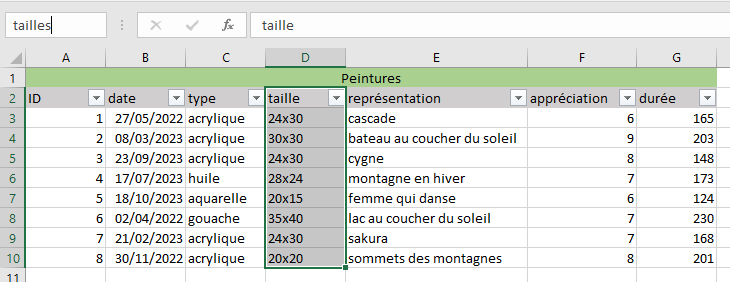 tailles fx taille
A B C D E F G
1 Peintures
2 ID date type taille représentation appréciation durée
3 1 27/05/2022 acrylique 24x30 cascade 6 165
4 2 08/03/2023 acrylique 30x30 bateau au coucher du soleil 9 203
5 3 23/09/2023 acrylique 24x30 cygne 8 148
6 4 17/07/2023 huile 28x24 montagne en hiver 7 173
7 5 18/10/2023 aquarelle 20x15 femme qui danse 6 124
8 6 02/04/2022 gouache 35x40 lac au coucher du soleil 7 230
9 7 21/02/2023 acrylique 24x30 sakura 7 168
10 8 30/11/2022 acrylique 20x20 sommets des montagnes 8 201
11